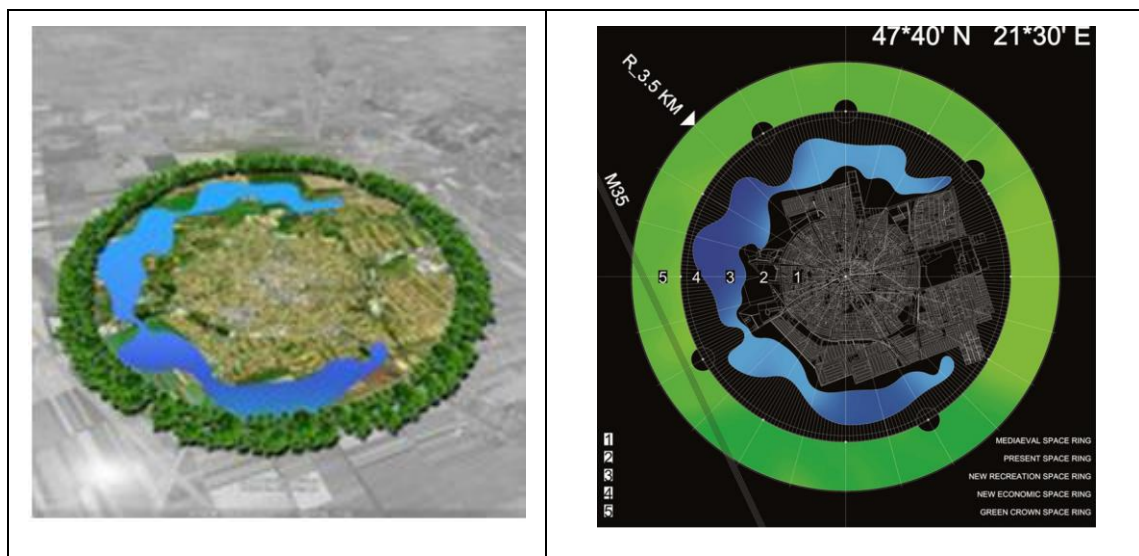 47*40' N 21*30' E
R_3.5 KM
M35
5 4 3 2 1
1 MEDIAEVAL SPACE RING
2 PRESENT SPACE RING
3 NEW RECREATION SPACE RING
4 NEW ECONOMIC SPACE RING
5 GREEN CROWN SPACE RING